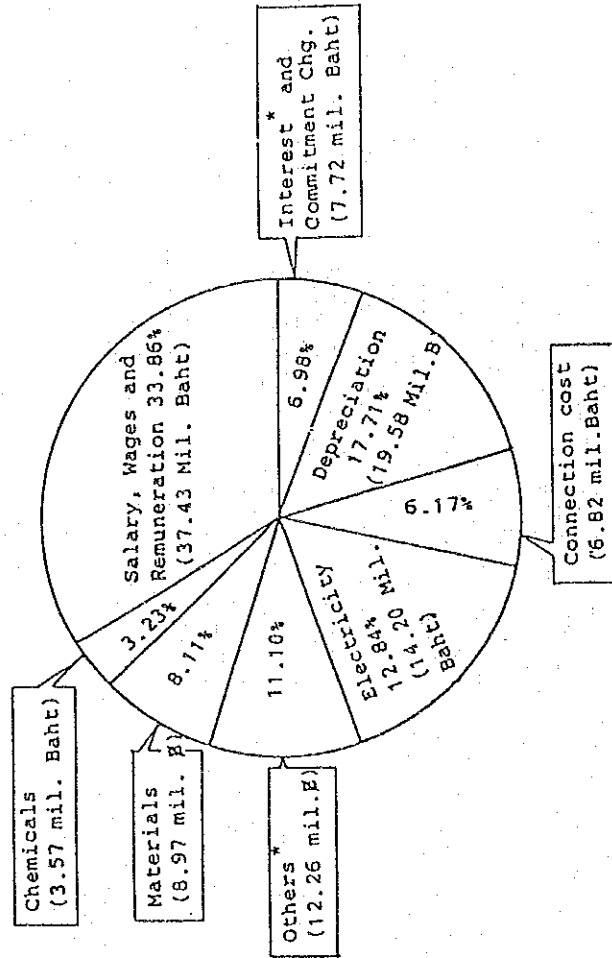 Salary, Wages and
Remuneration 33.86%
(37.43 Mil. Baht)
Interest* and
Commitment Chg.
(7.72 mil. Baht)
6.98%
Depreciation
17.71%
(19.58 Mil.B)
6.17%
Connection cost
(6.82 mil.Baht)
Electricity
12.84%
(14.20 Mil.
Baht)
11.10%
Others*
(12.26 mil.B)
8.11%
Materials
(8.97 mil. B)
3.23%
Chemicals
(3.57 mil. Baht)